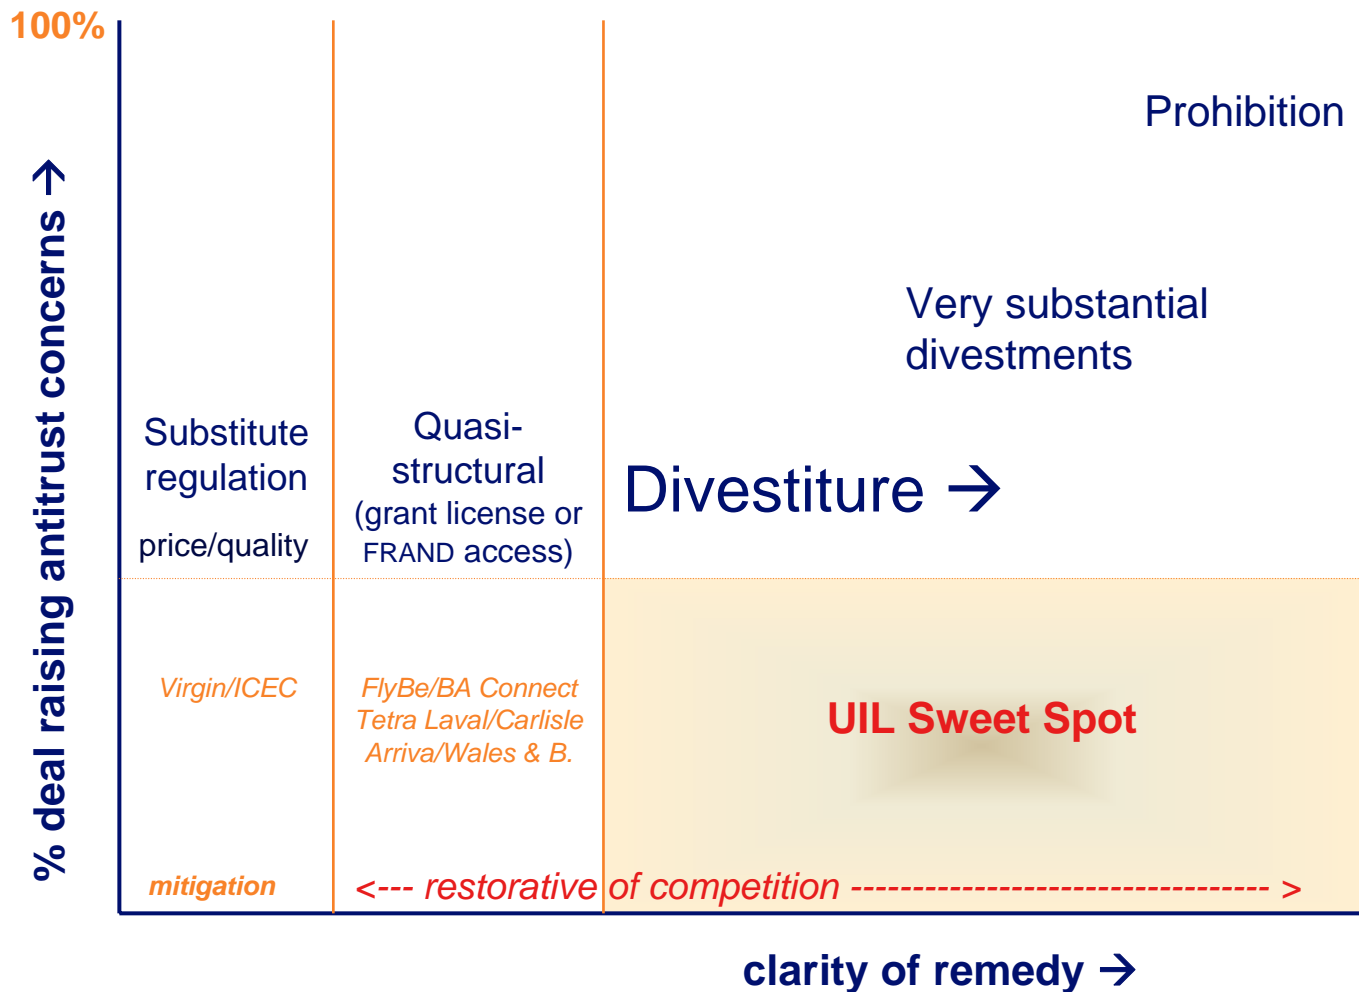 100%
Prohibition
% deal raising antitrust concerns →
Very substantial
divestments
Substitute
regulation
price/quality
Quasi-
structural
(grant license or
FRAND access)
Divestiture →
Virgin/ICEC
FlyBe/BA Connect
Tetra Laval/Carlisle
Arriva/Wales & B.
UIL Sweet Spot
mitigation
<--- restorative of competition ---------------------------------- >
clarity of remedy →